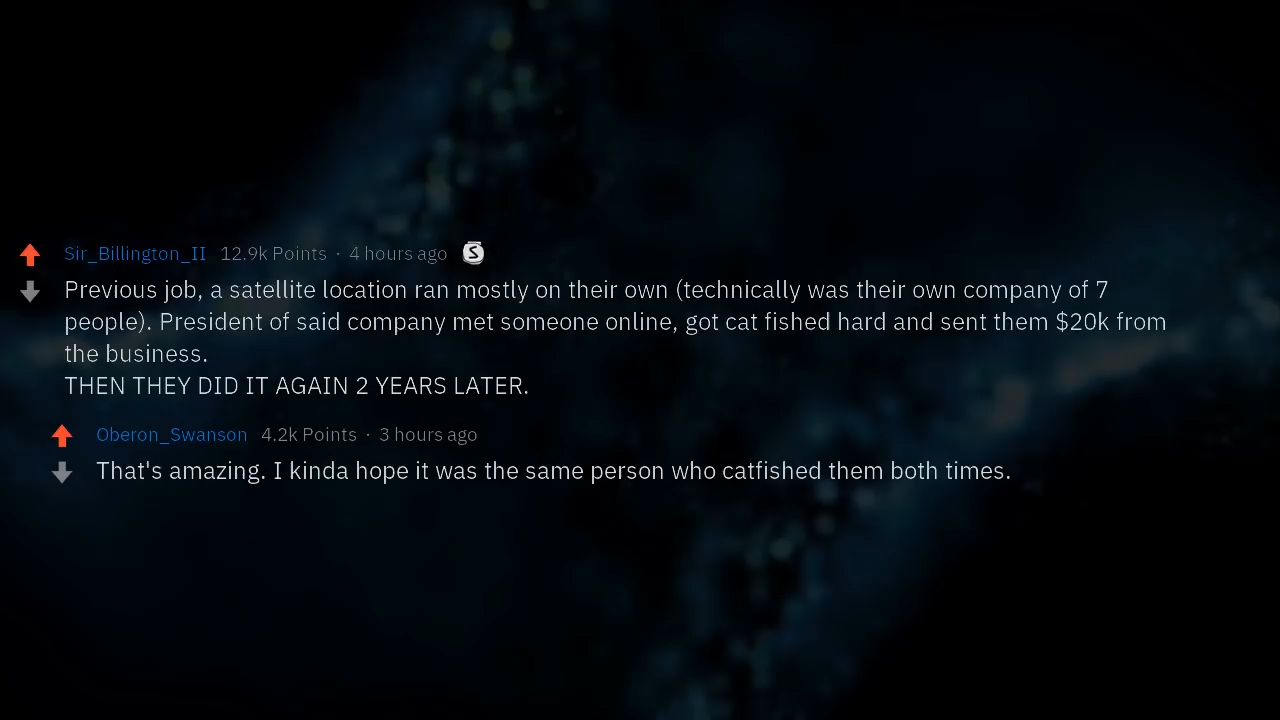 Sir_Billington_II 12.9k Points · 4 hours ago S
Previous job, a satellite location ran mostly on their own (technically was their own company of 7
people). President of said company met someone online, got cat fished hard and sent them $20k from
the business.
THEN THEY DID IT AGAIN 2 YEARS LATER.
Oberon_Swanson 4.2k Points · 3 hours ago
That's amazing. I kinda hope it was the same person who catfished them both times.